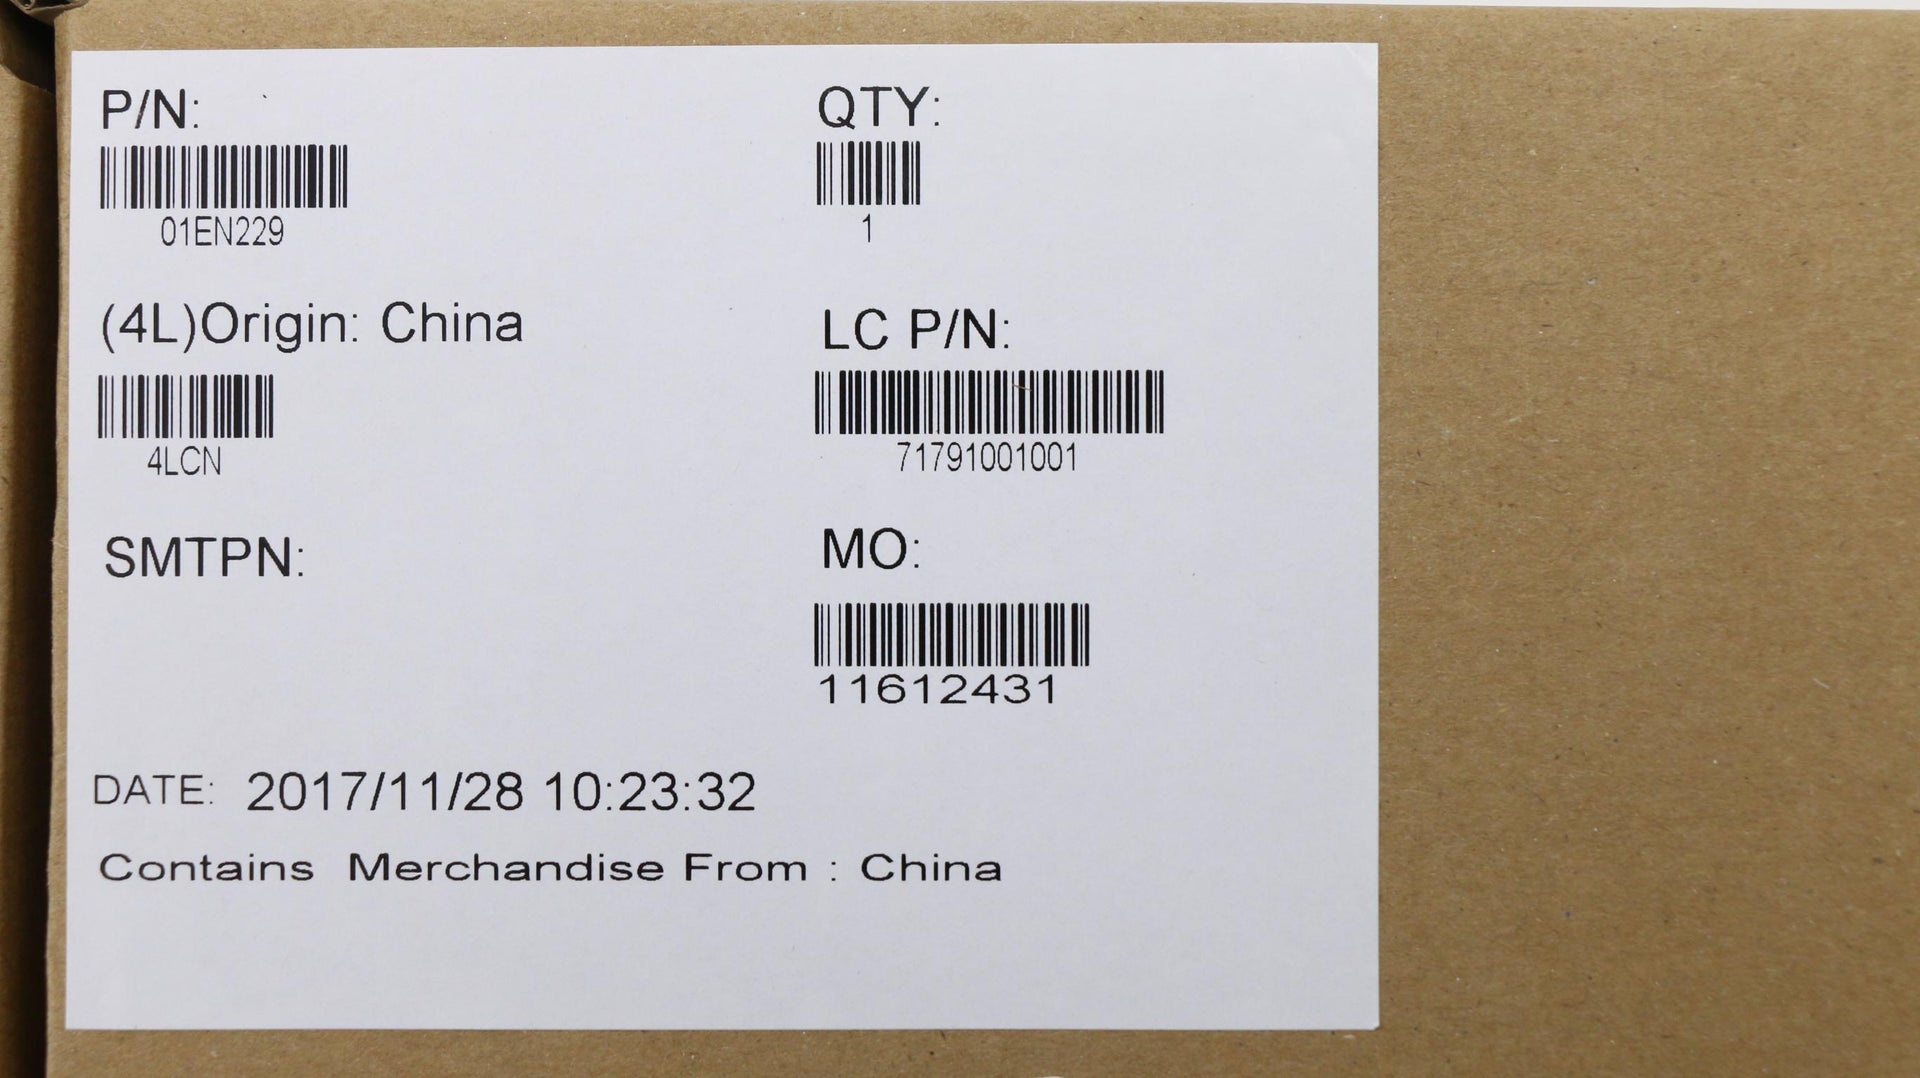 P/N:
01EN229
QTY:
1
(4L)Origin: China
4LCN
LC P/N:
71791001001
SMTPN:
MO:
11612431
DATE: 2017/11/28 10:23:32
Contains Merchandise From : China